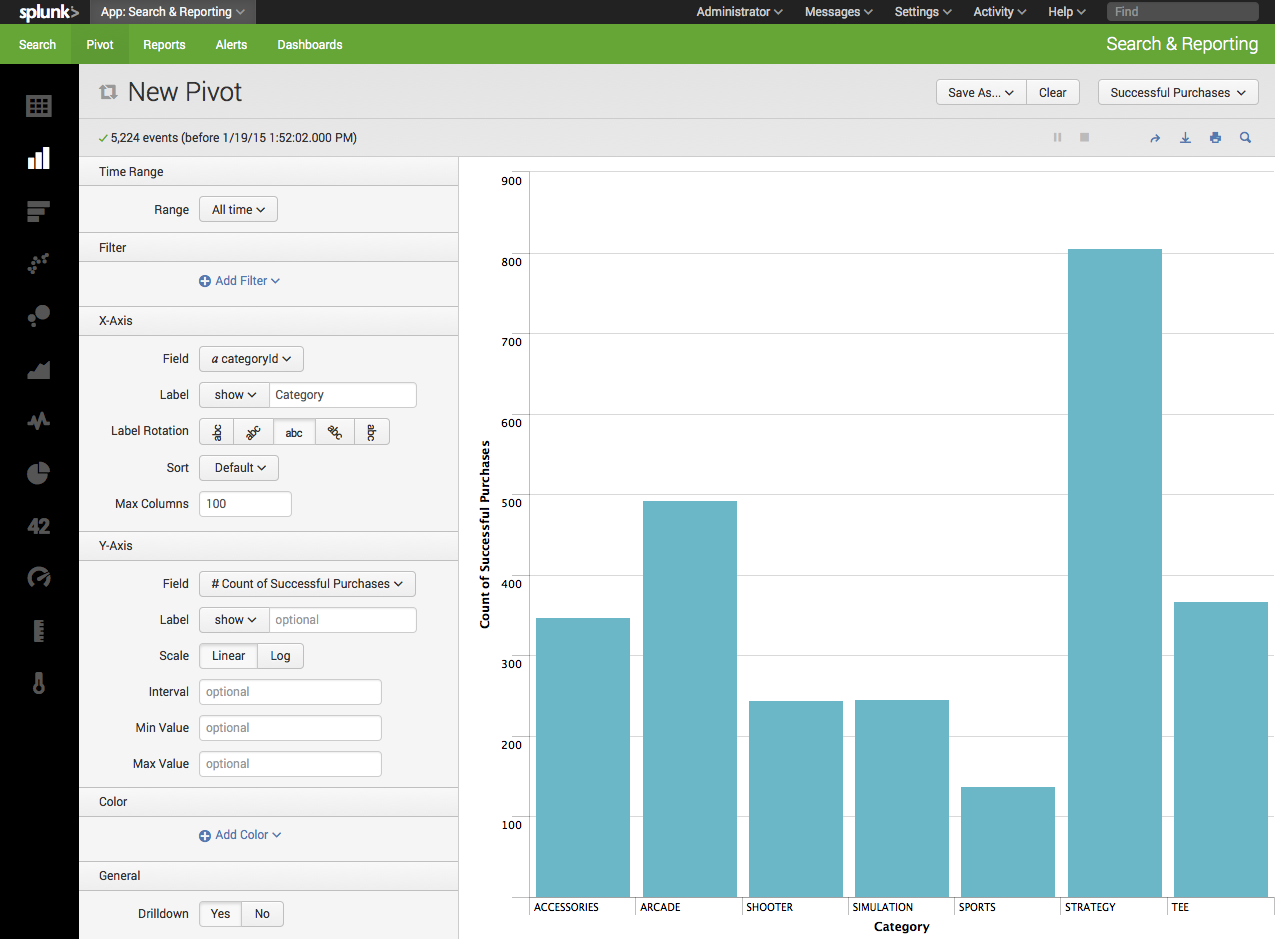 splunk> App: Search & Reporting Administrator Messages Settings Activity Help Find
Search Pivot Reports Alerts Dashboards Search & Reporting
New Pivot Save As... Clear Successful Purchases
5,224 events (before 1/19/15 1:52:02.000 PM)
Time Range
Range All time
Filter
Add Filter
X-Axis
Field a categoryId
Label show Category
Label Rotation abc abc abc abc abc
Sort Default
Max Columns 100
Y-Axis
Field # Count of Successful Purchases
Label show optional
Scale Linear Log
Interval optional
Min Value optional
Max Value optional
Color
Add Color
General
Drilldown Yes No
42
Count of Successful Purchases
900
800
700
600
500
400
300
200
100
ACCESSORIES ARCADE SHOOTER SIMULATION SPORTS STRATEGY TEE
Category